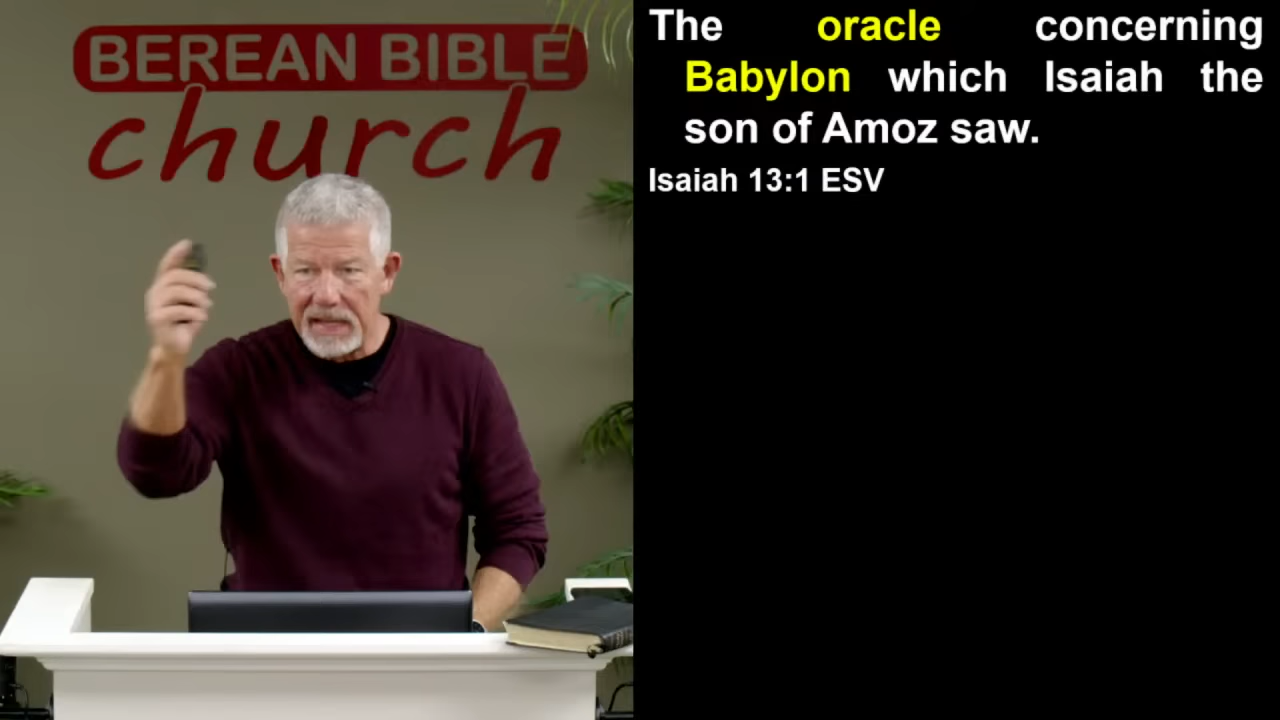 BEREAN BIBLE
church
The oracle concerning
Babylon which Isaiah the
son of Amoz saw.
Isaiah 13:1 ESV